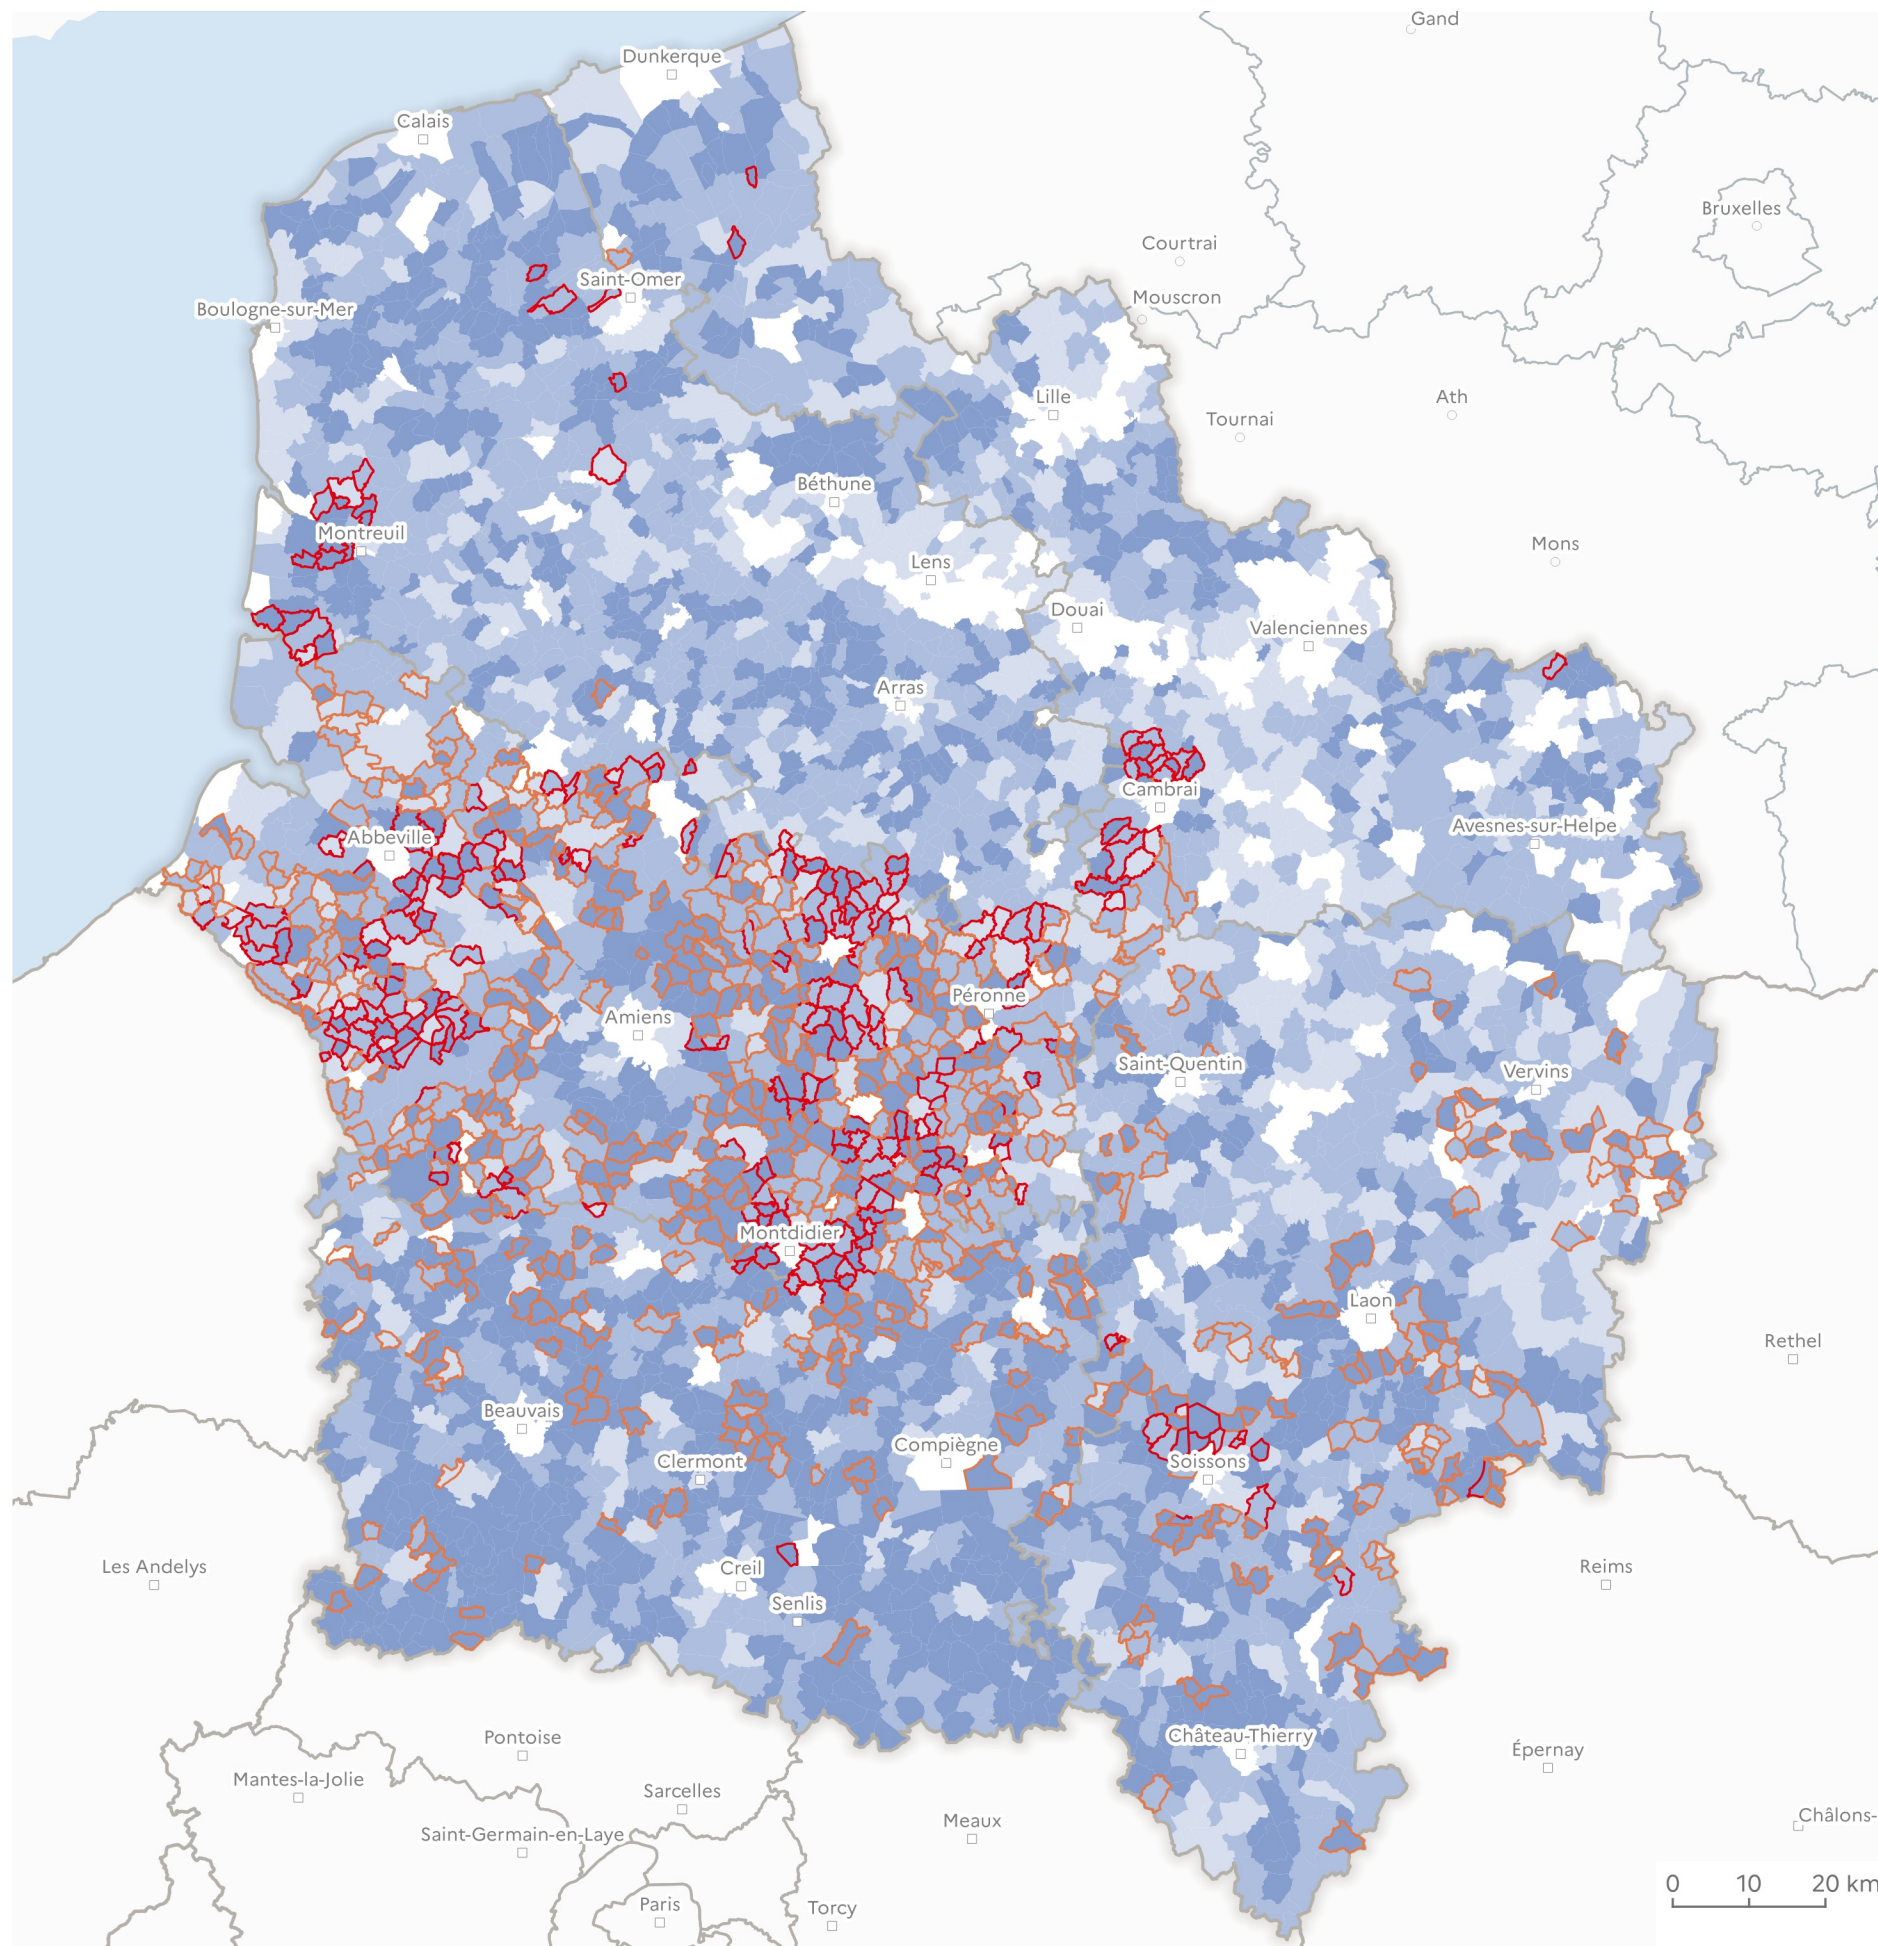 Gand
Dunkerque
Calais
Bruxelles
Courtrai
Saint-Omer
Mouscron
Boulogne-sur-Mer
Lille
Ath
Tournai
Béthune
Montreuil
Mons
Lens
Douai
Valenciennes
Arras
Cambrai
Avesnes-sur-Helpe
Abbeville
Péronne
Amiens
Saint-Quentin
Vervins
Montdidier
Laon
Rethel
Beauvais
Compiègne
Clermont
Soissons
Les Andelys
Creil
Reims
Senlis
Pontoise
Château-Thierry
Épernay
Mantes-la-Jolie
Sarcelles
Meaux
Châlons-
Saint-Germain-en-Laye
0 10 20 km
Paris
Torcy